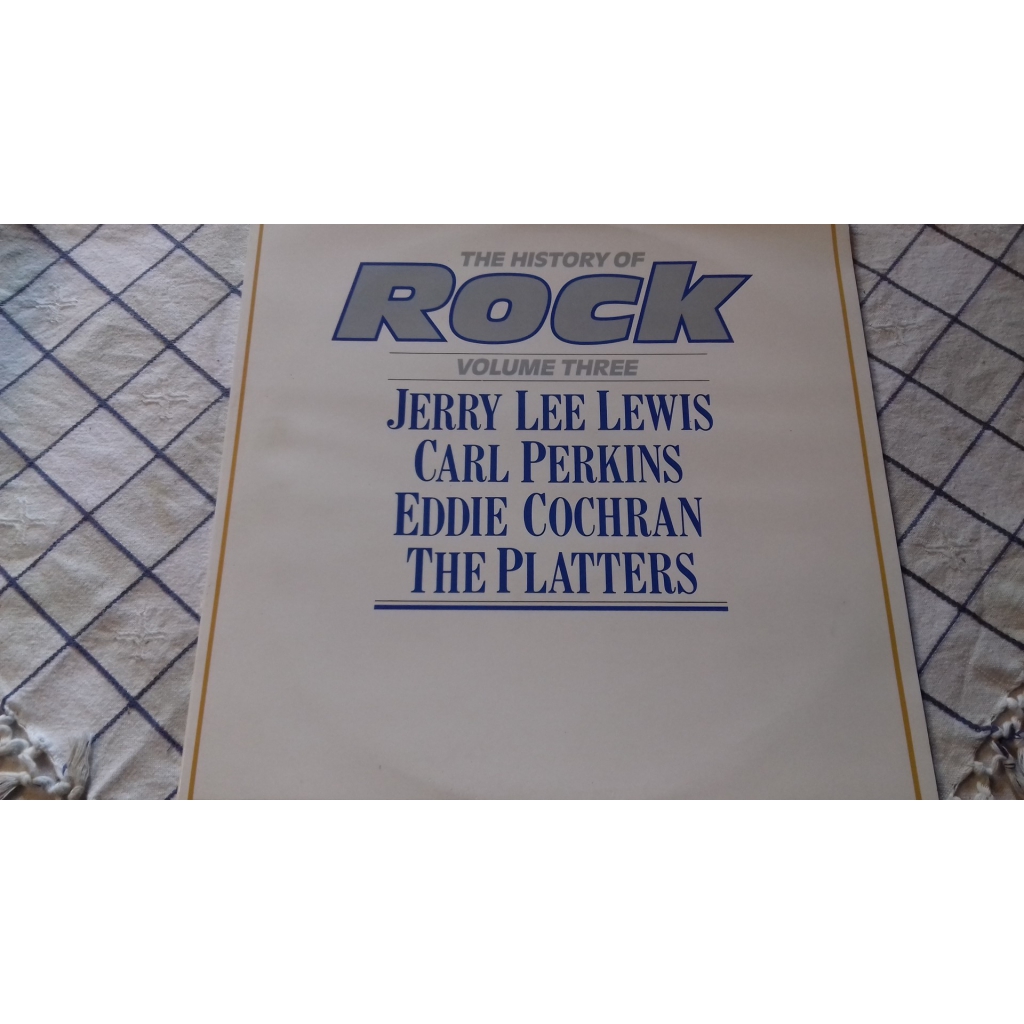 THE HISTORY OF
ROCK
VOLUME THREE
JERRY LEE LEWIS
CARL PERKINS
EDDIE COCHRAN
THE PLATTERS